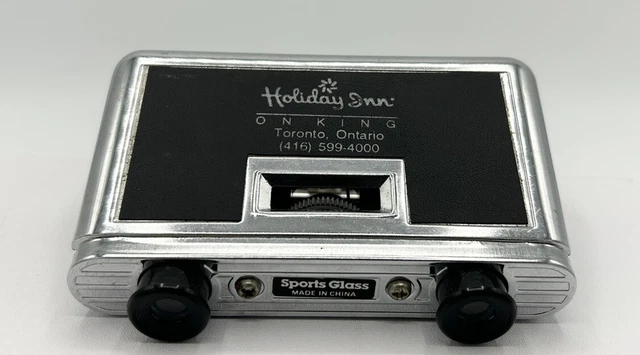 Holiday Inn
ON KING
Toronto, Ontario
(416) 599-4000
Sports Glass
MADE IN CHINA